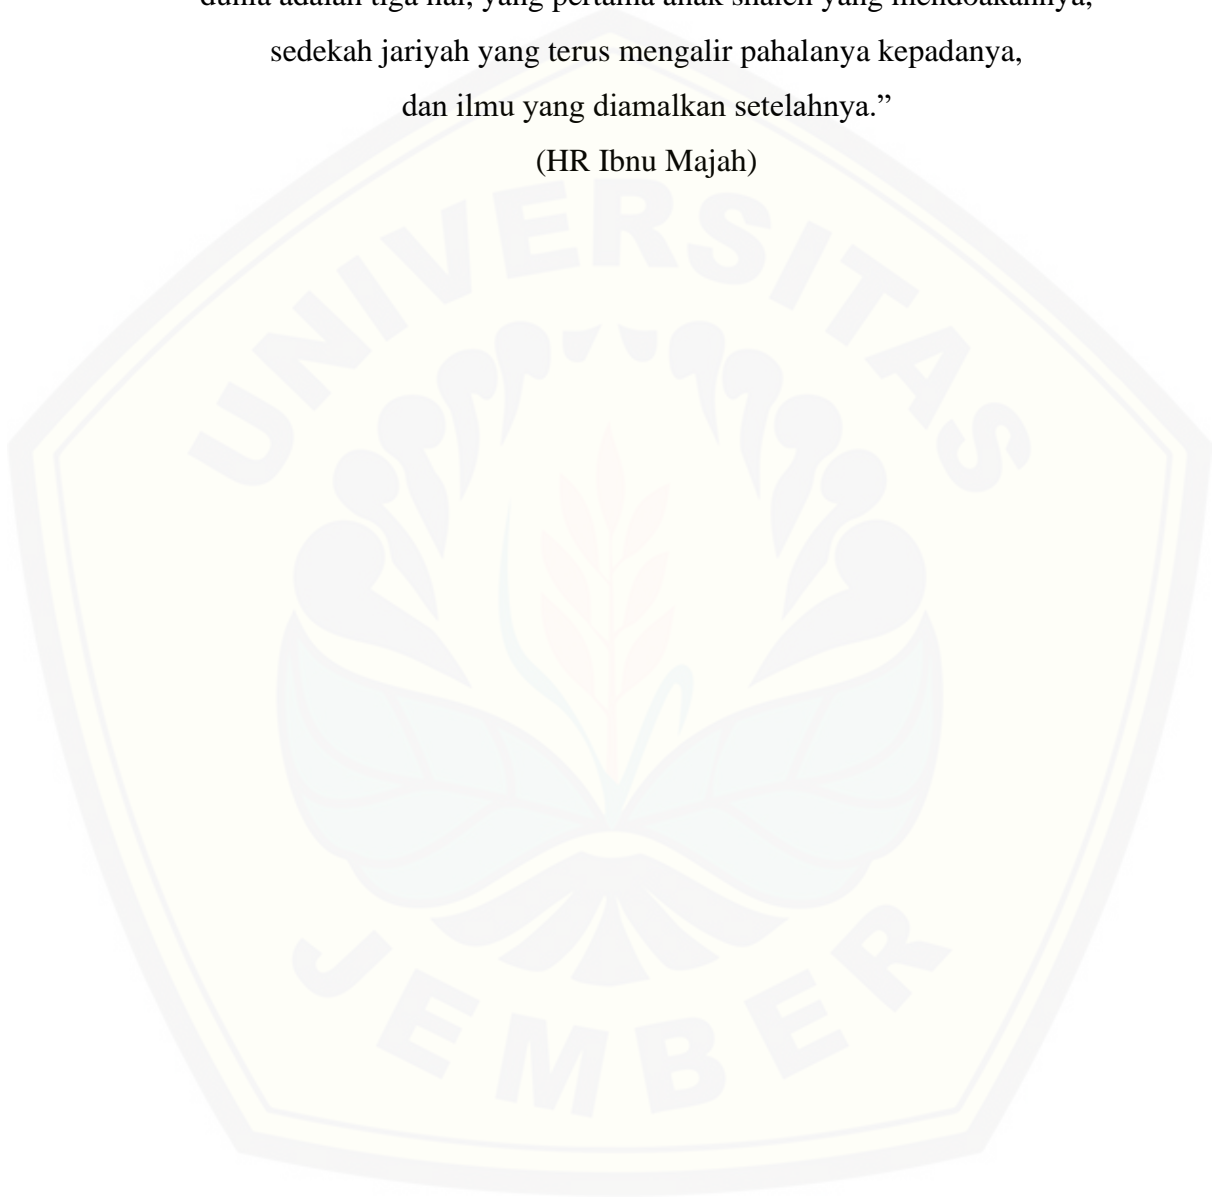 dunia adalah tiga hal, yang pertama anak shaleh yang mendoakannya,
sedekah jariyah yang terus mengalir pahalanya kepadanya,
dan ilmu yang diamalkan setelahnya.”
(HR Ibnu Majah)
UNIVERSITAS
JEMBER